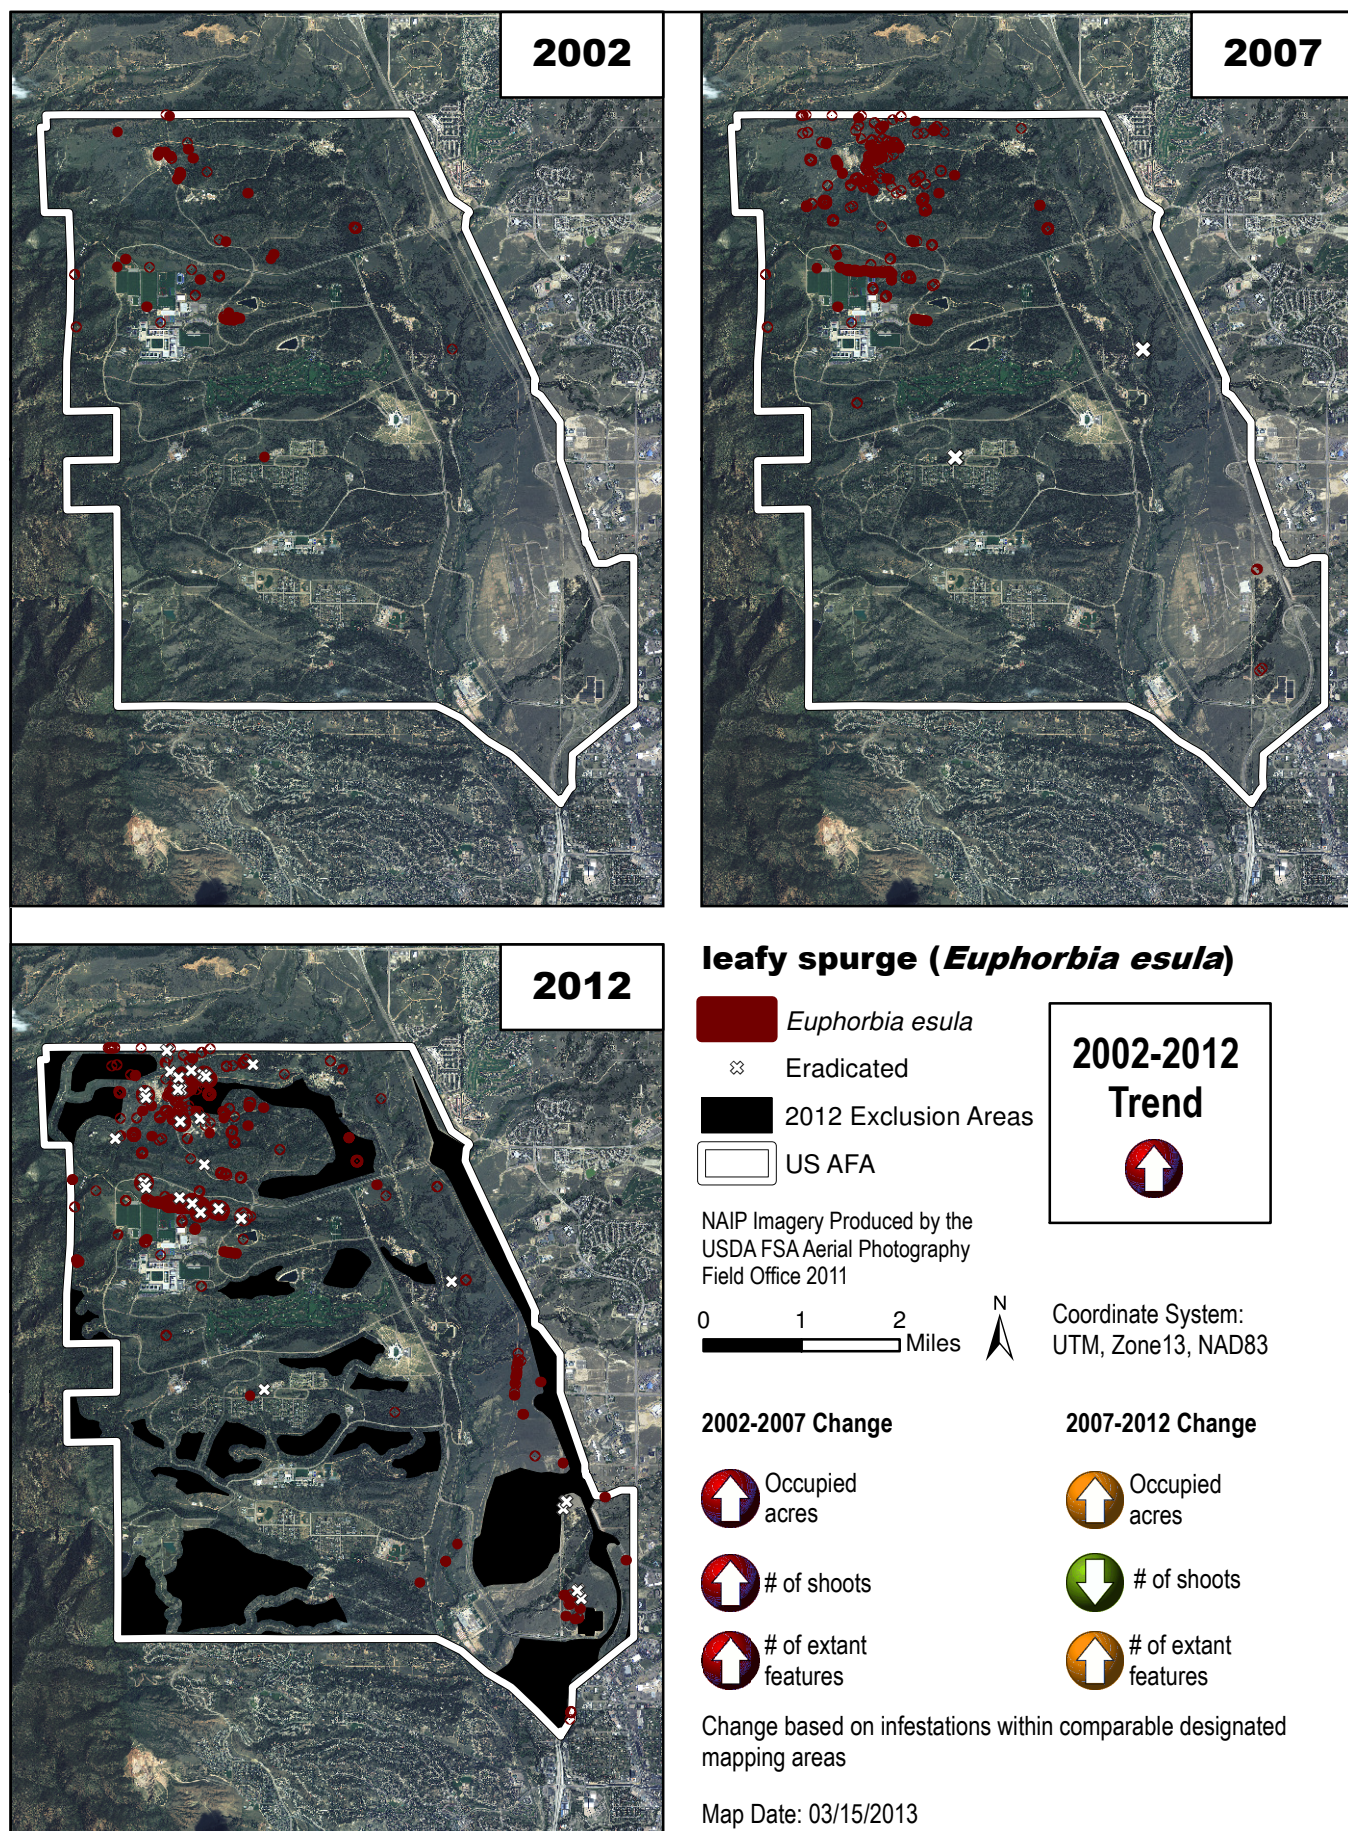 2002
2007
2012
leafy spurge (Euphorbia esula)
Euphorbia esula
Eradicated
2012 Exclusion Areas
US AFA
2002-2012
Trend
NAIP Imagery Produced by the
USDA FSA Aerial Photography
Field Office 2011
0 1 2
Miles
N
Coordinate System:
UTM, Zone13, NAD83
2002-2007 Change
Occupied
acres
# of shoots
# of extant
features
2007-2012 Change
Occupied
acres
# of shoots
# of extant
features
Change based on infestations within comparable designated
mapping areas
Map Date: 03/15/2013